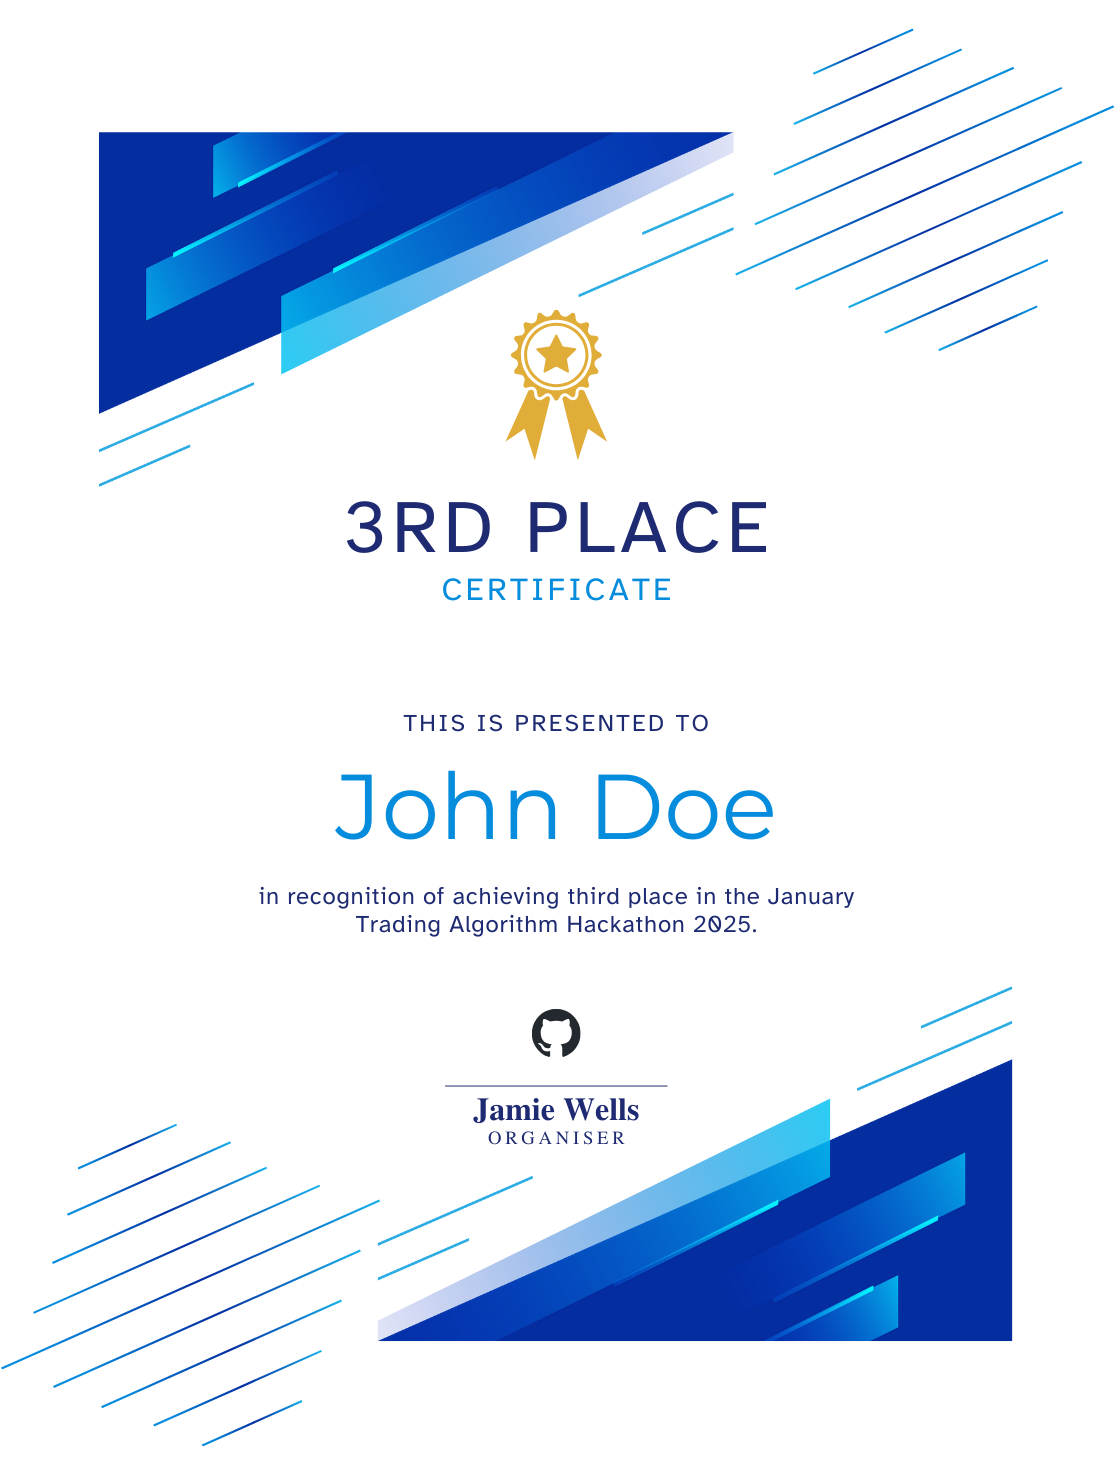 3RD PLACE
CERTIFICATE
THIS IS PRESENTED TO
John Doe
in recognition of achieving third place in the January
Trading Algorithm Hackathon 2025.
Jamie Wells
ORGANISER